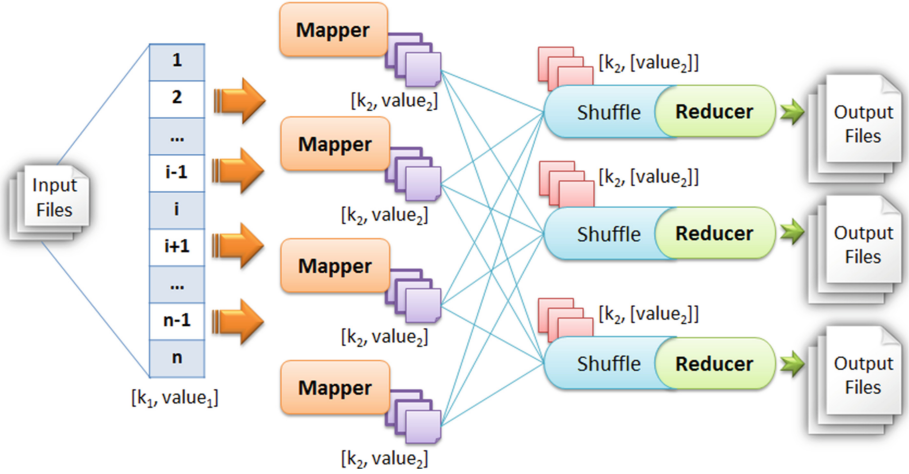 Input
Files
1
2
...
i-1
i
i+1
...
n-1
n
[k₁, value₁]
Mapper
[k₂, value₂]
Mapper
[k₂, value₂]
Mapper
[k₂, value₂]
Mapper
[k₂, value₂]
[k₂, [value₂]]
Shuffle Reducer
Output
Files
[k₂, [value₂]]
Shuffle Reducer
Output
Files
[k₂, [value₂]]
Shuffle Reducer
Output
Files